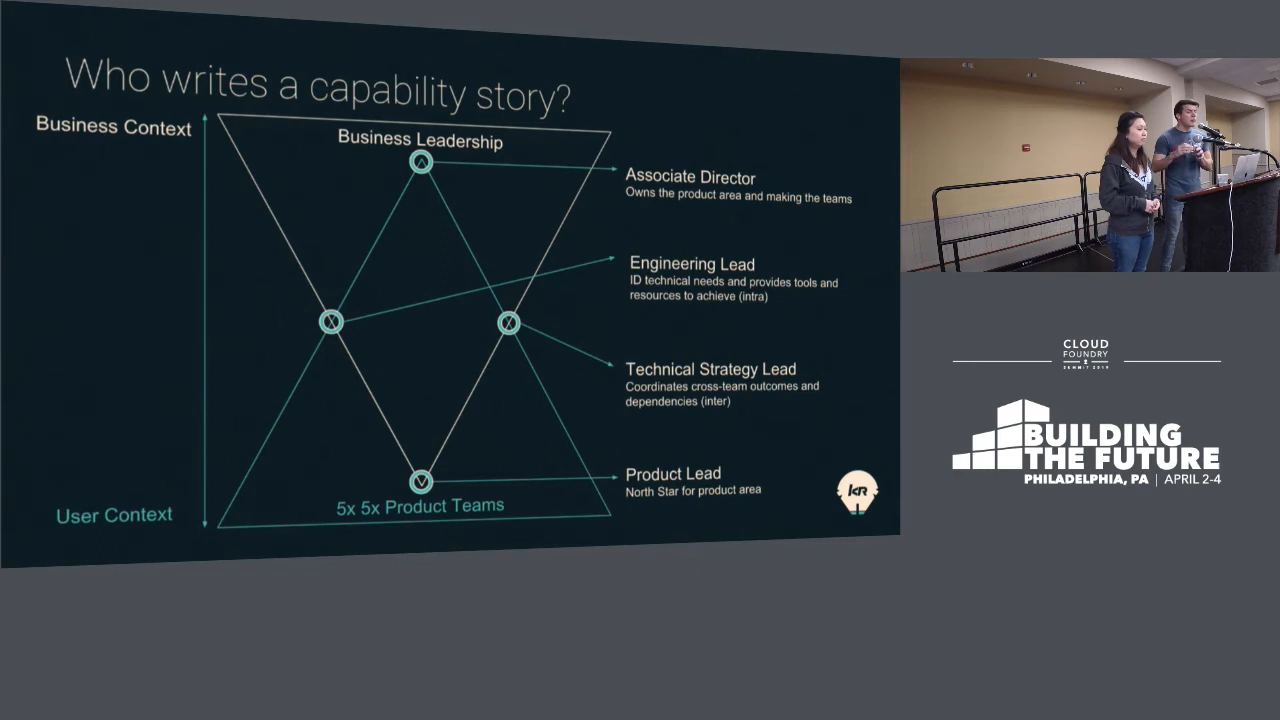 Who writes a capability story?
Business Context
Business Leadership
Associate Director
Owns the product area and making the teams
Engineering Lead
ID technical needs and provides tools and
resources to achieve (intra)
Technical Strategy Lead
Coordinates cross-team outcomes and
dependencies (inter)
Product Lead
North Star for product area
User Context
5x 5x Product Teams
kR
CLOUD
FOUNDRY
SUMMIT 2019
BUILDING
THE FUTURE
PHILADELPHIA, PA | APRIL 2-4